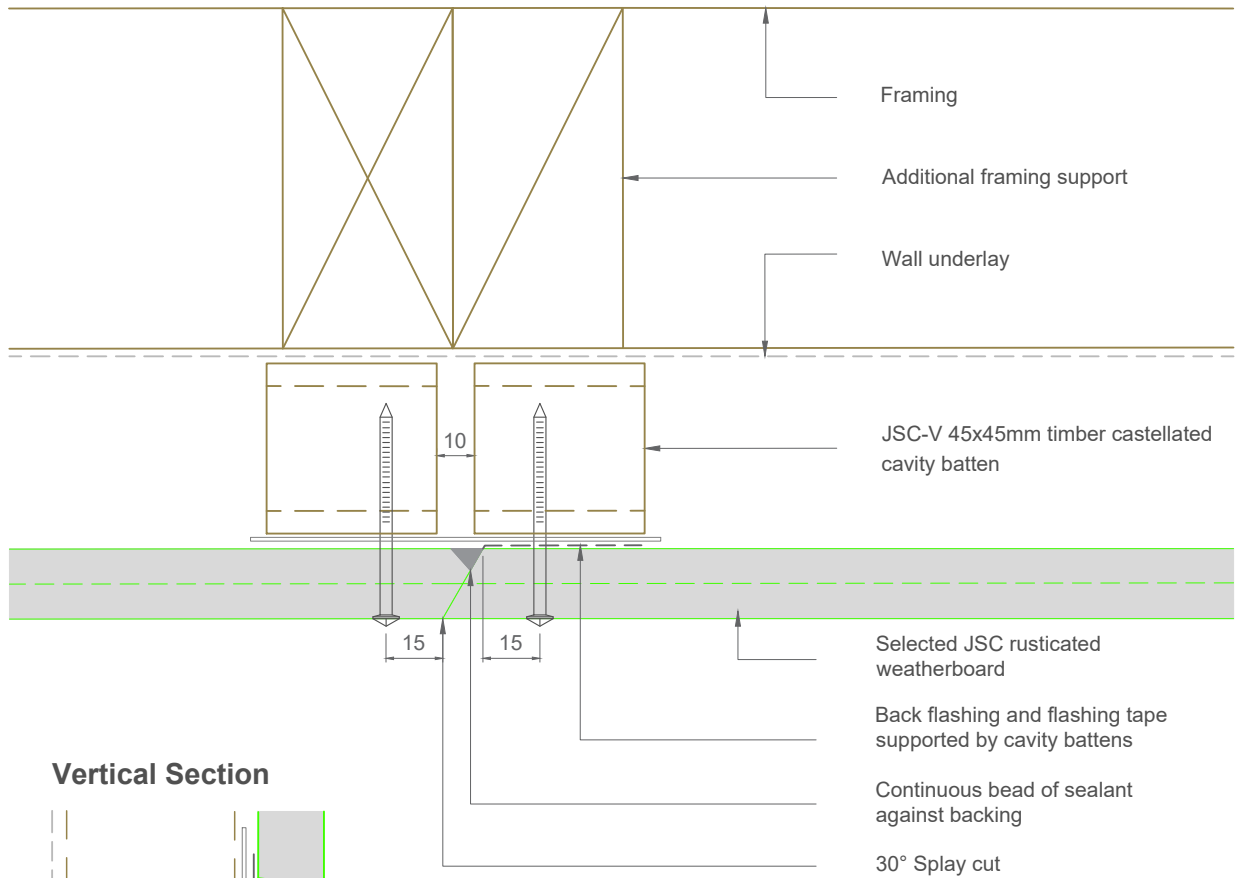 Framing
Additional framing support
Wall underlay
10
JSC-V 45x45mm timber castellated
cavity batten
15
15
Selected JSC rusticated
weatherboard
Back flashing and flashing tape
supported by cavity battens
Vertical Section
Continuous bead of sealant
against backing
30° Splay cut